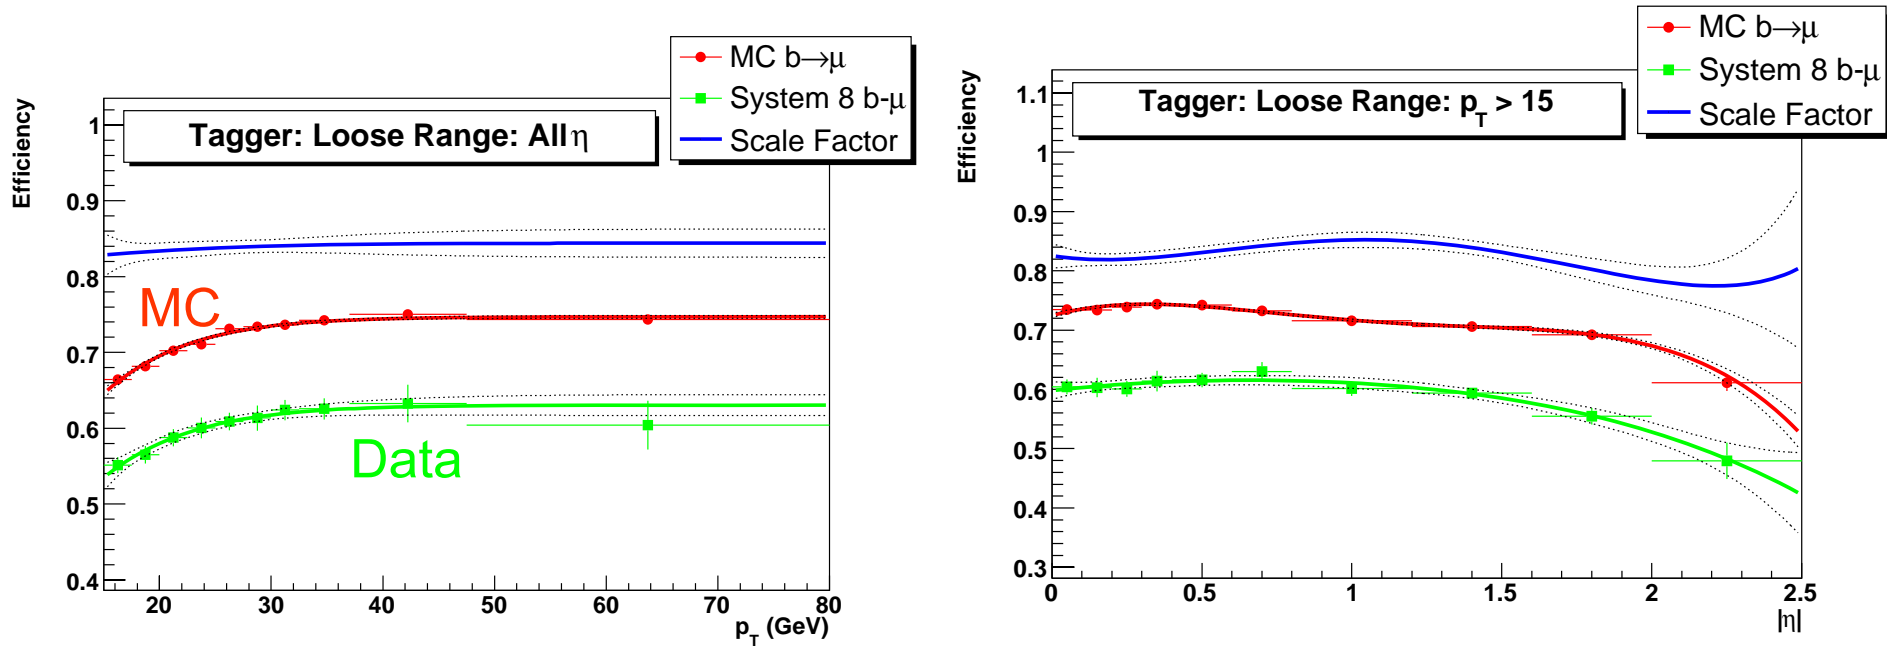 MC b→μ
System 8 b-μ
Scale Factor
Tagger: Loose Range: All η
Efficiency
1
0.9
0.8
0.7
0.6
0.5
0.4
MC
Data
20 30 40 50 60 70 80
p_T (GeV)
MC b→μ
System 8 b-μ
Scale Factor
Tagger: Loose Range: p_T > 15
Efficiency
1.1
1
0.9
0.8
0.7
0.6
0.5
0.4
0.3
0 0.5 1 1.5 2 2.5
|η|